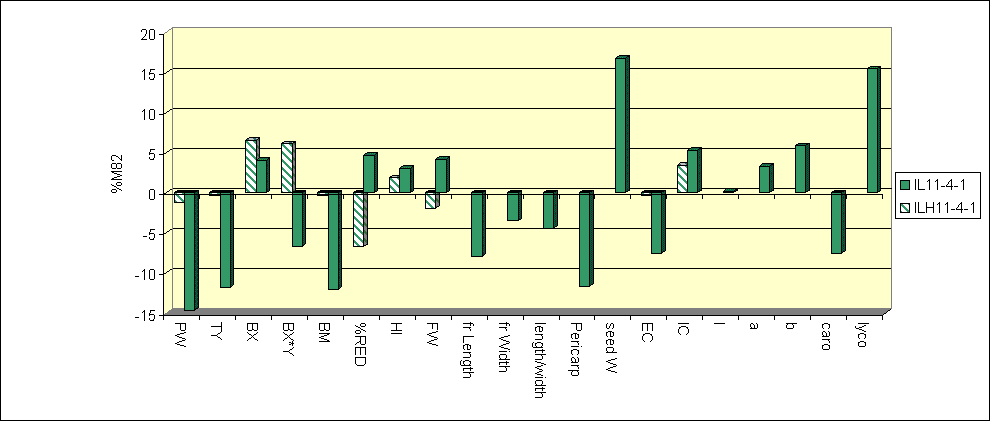 20
15
10
5
0
-5
-10
-15
%M82
PW
TY
BX
BX*Y
BM
%RED
HI
FW
fr Length
fr Width
length/width
Pericarp
seed W
EC
IC
l
a
b
caro
lyco
IL11-4-1
ILH11-4-1